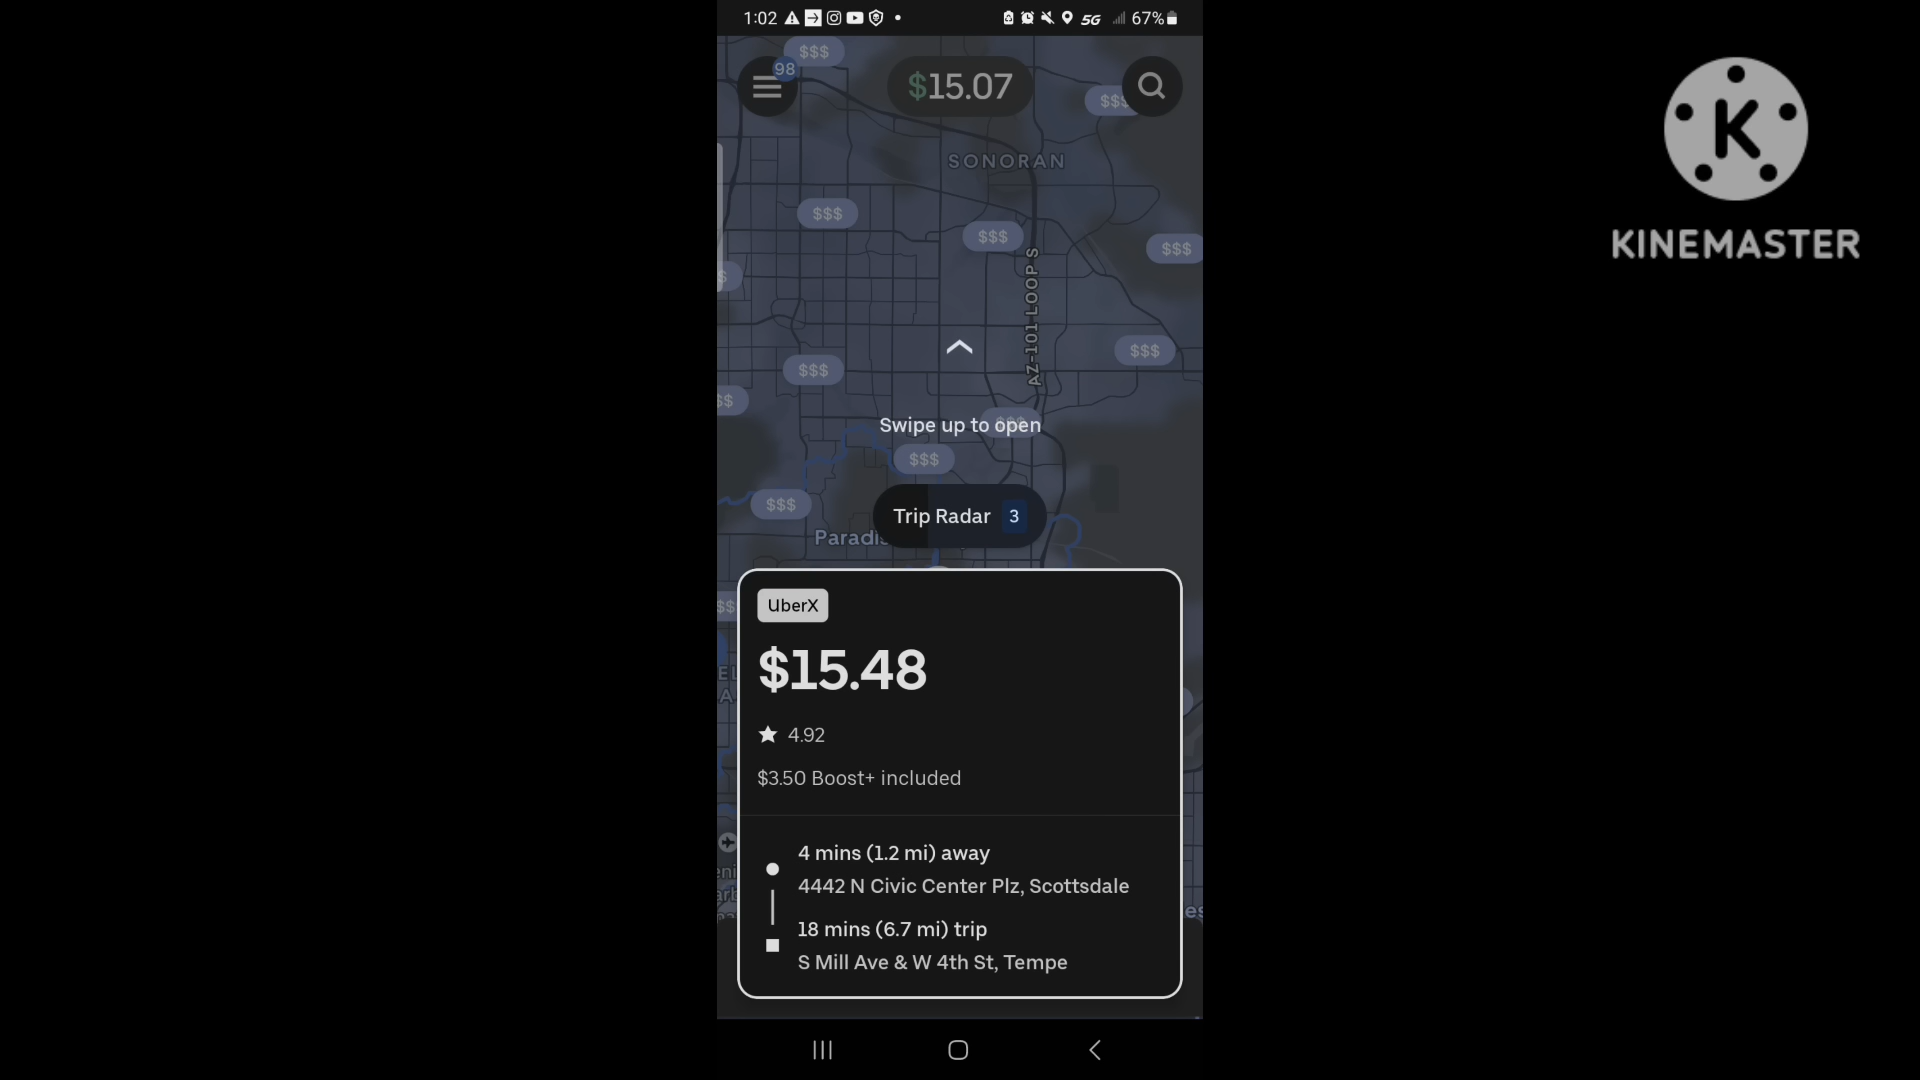 1:02
5G 67%
$$$
98
$15.07
SONORAN
$$$
$$$
$$$
AZ-101 LOOP
$$$
$$$
Swipe up to open
$$$
$$$
Trip Radar 3
UberX
$15.48
4.92
$3.50 Boost+ included
4 mins (1.2 mi) away
4442 N Civic Center Plz, Scottsdale
18 mins (6.7 mi) trip
S Mill Ave & W 4th St, Tempe
K
KINEMASTER